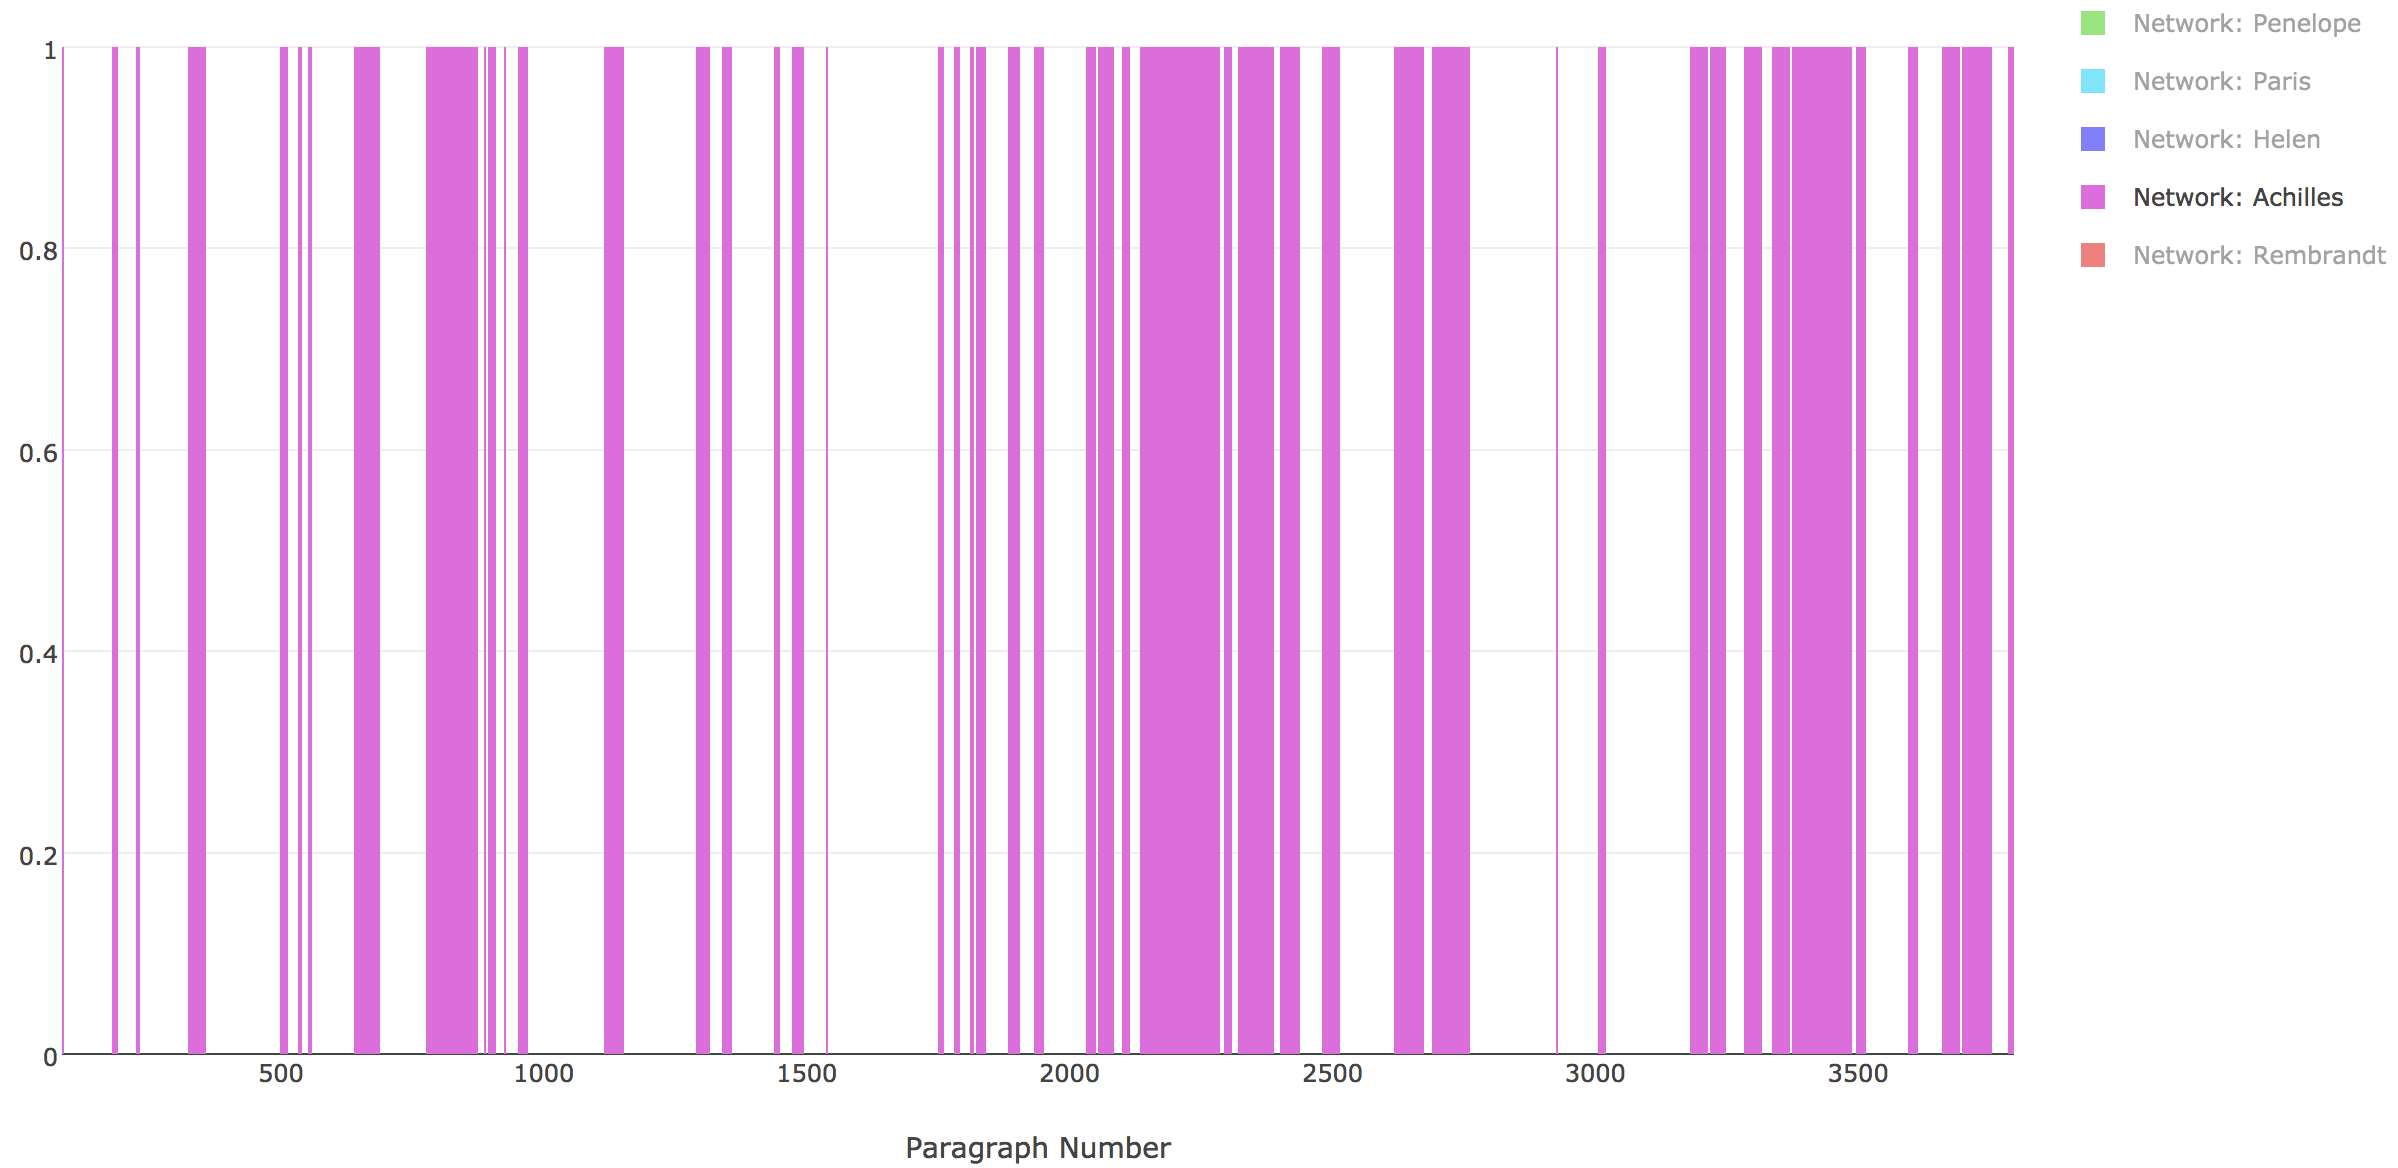 1
0.8
0.6
0.4
0.2
0
500 1000 1500 2000 2500 3000 3500
Paragraph Number
Network: Penelope
Network: Paris
Network: Helen
Network: Achilles
Network: Rembrandt